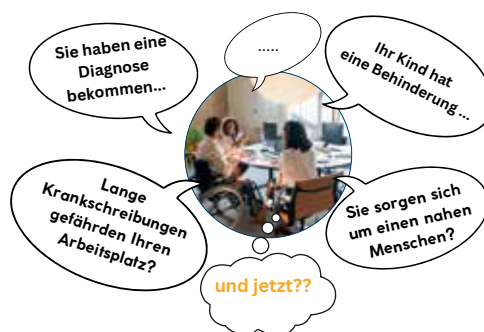 Sie haben eine
Diagnose
bekommen...
.....
Ihr Kind hat
eine Behinderung ...
Lange
Krankschreibungen
gefährden Ihren
Arbeitsplatz?
Sie sorgen sich
um einen nahen
Menschen?
und jetzt??